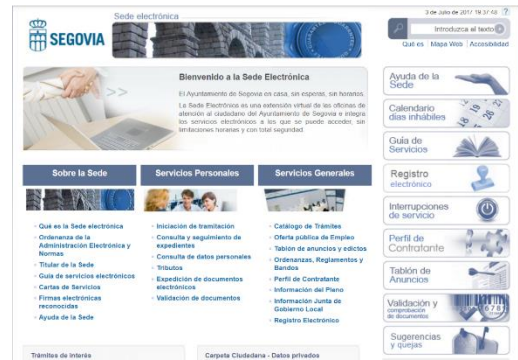 3 de Julio de 2017 19:37:48 ?
Sede electrónica
SEGOVIA
Introduzca el texto
Qué es | Mapa Web | Accesibilidad
Bienvenido a la Sede Electrónica
El Ayuntamiento de Segovia en casa, sin esperas, sin horarios.
La Sede Electrónica es una extensión virtual de las oficinas de
atención al ciudadano del Ayuntamiento de Segovia e integra
los servicios electrónicos a los que se puede acceder, sin
limitaciones horarias y con total seguridad.
Sobre la Sede
Qué es la Sede electrónica
Ordenanza de la
Administración Electrónica y
Normas
Titular de la Sede
Guía de servicios electrónicos
Cartas de Servicios
Firmas electrónicas
reconocidas
Ayuda de la Sede
Servicios Personales
Iniciación de tramitación
Consulta y seguimiento de
expedientes
Consulta de datos personales
Tributos
Expedición de documentos
electrónicos
Validación de documentos
Servicios Generales
Catálogo de Trámites
Oferta pública de Empleo
Tablón de anuncios y edictos
Ordenanzas, Reglamentos y
Bandos
Perfil de Contratante
Información del Pleno
Información Junta de
Gobierno Local
Registro Electrónico
Trámites de interés
Carpeta Ciudadana - Datos privados
Ayuda de la
Sede
Calendario
días inhábiles
Guía de
Servicios
Registro
electrónico
Interrupciones
de servicio
Perfil de
Contratante
Tablón de
Anuncios
Validación y
comprobación
de documentos
Sugerencias
y quejas